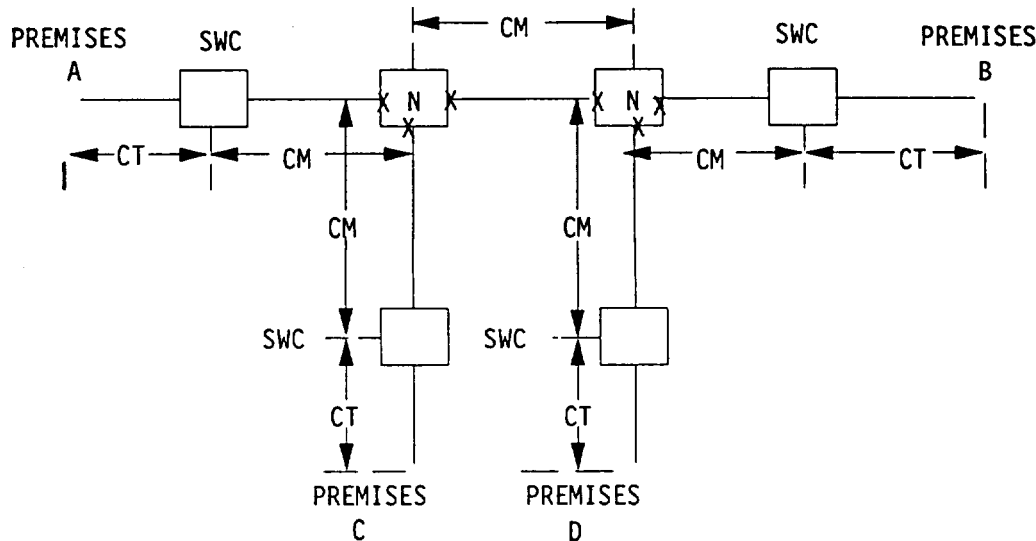 CM
PREMISES
A
SWC
SWC
PREMISES
B
X N X
X
X N X
X
CT
CM
CM
CT
CM
CM
SWC
SWC
CT
CT
PREMISES
C
PREMISES
D